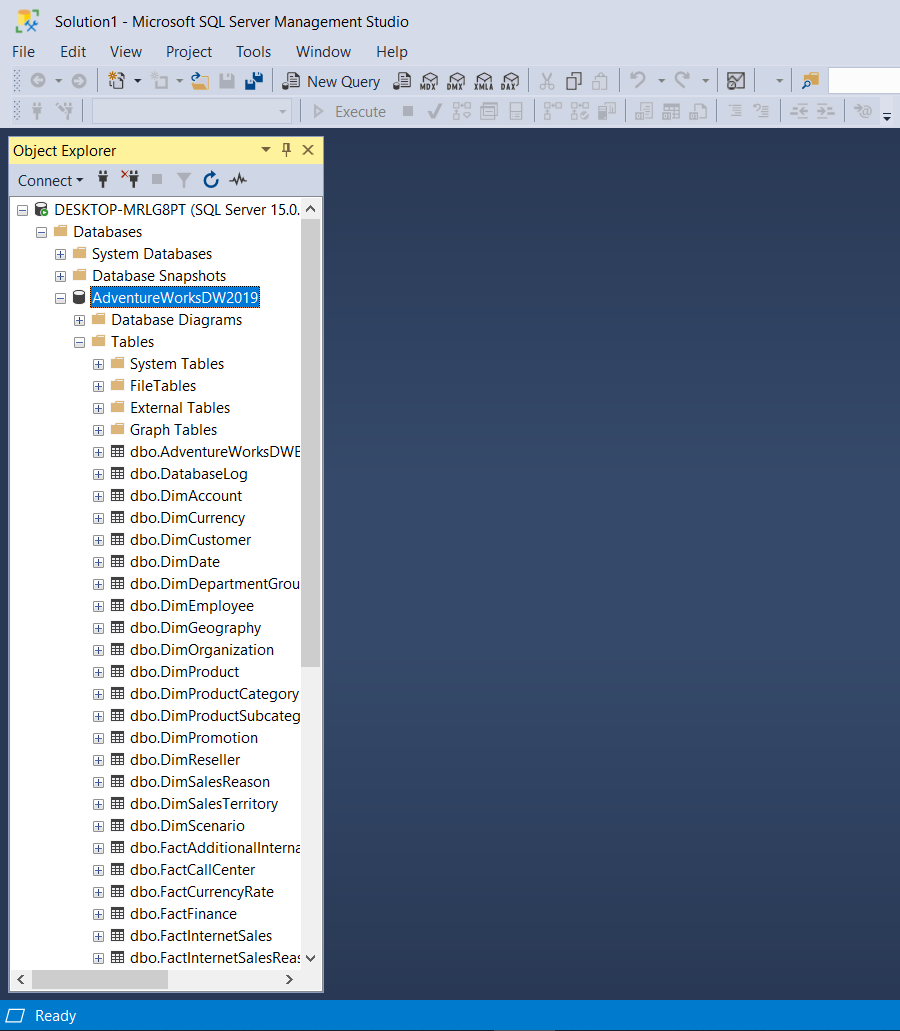 Solution1 - Microsoft SQL Server Management Studio
File Edit View Project Tools Window Help
New Query MDX DMX XMLA DAX
Execute
Object Explorer
Connect
DESKTOP-MRLG8PT (SQL Server 15.0.
Databases
System Databases
Database Snapshots
AdventureWorksDW2019
Database Diagrams
Tables
System Tables
FileTables
External Tables
Graph Tables
dbo.AdventureWorksDWB
dbo.DatabaseLog
dbo.DimAccount
dbo.DimCurrency
dbo.DimCustomer
dbo.DimDate
dbo.DimDepartmentGrou
dbo.DimEmployee
dbo.DimGeography
dbo.DimOrganization
dbo.DimProduct
dbo.DimProductCategory
dbo.DimProductSubcateg
dbo.DimPromotion
dbo.DimReseller
dbo.DimSalesReason
dbo.DimSalesTerritory
dbo.DimScenario
dbo.FactAdditionalInterna
dbo.FactCallCenter
dbo.FactCurrencyRate
dbo.FactFinance
dbo.FactInternetSales
dbo.FactInternetSalesReas
Ready